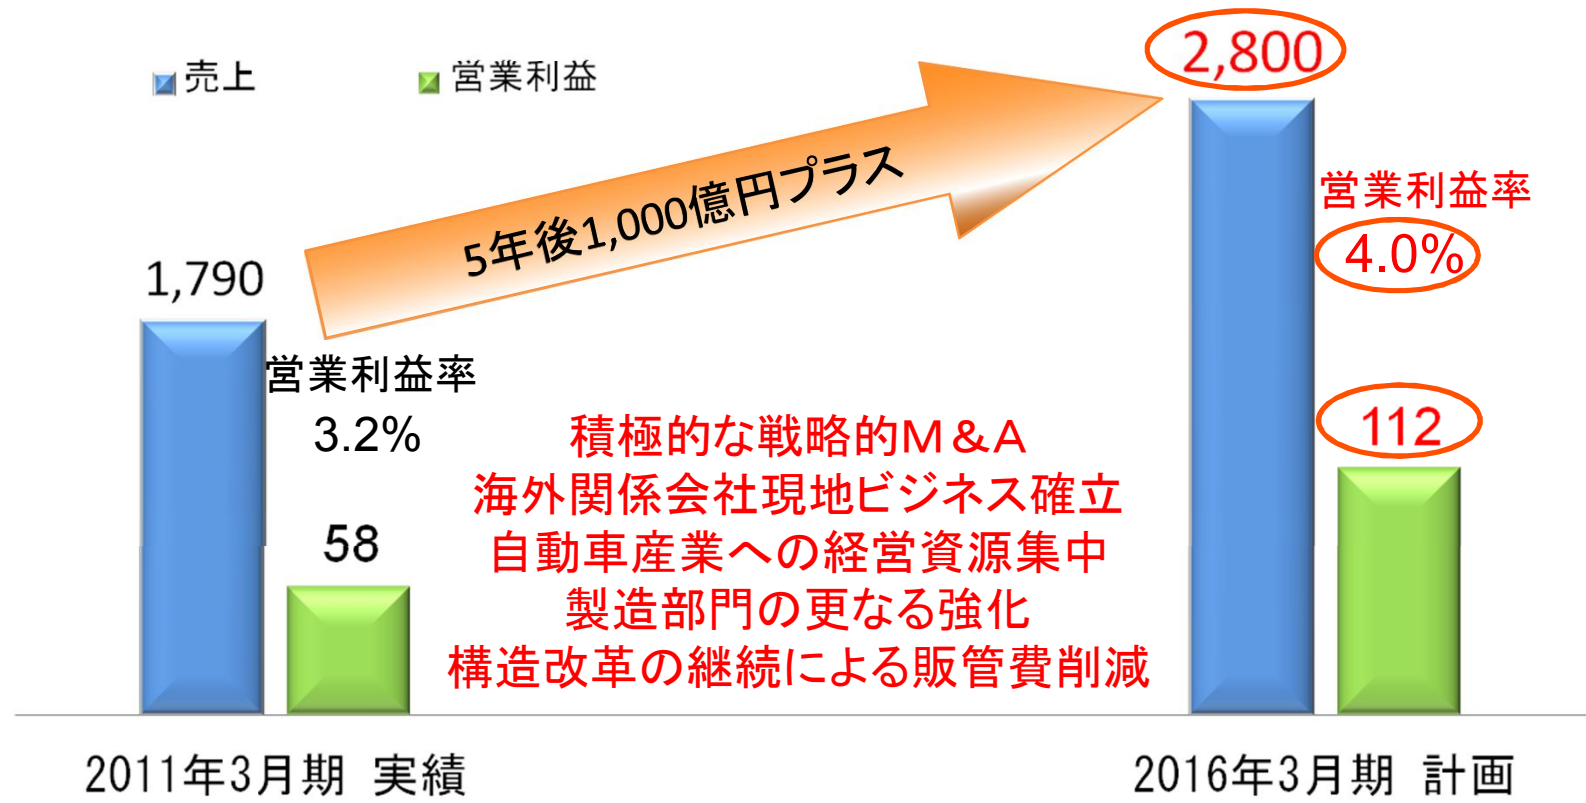 売上
営業利益
2,800
5年後1,000億円プラス
営業利益率
4.0%
1,790
営業利益率
3.2%
112
58
積極的な戦略的M&A
海外関係会社現地ビジネス確立
自動車産業への経営資源集中
製造部門の更なる強化
構造改革の継続による販管費削減
2011年3月期 実績
2016年3月期 計画